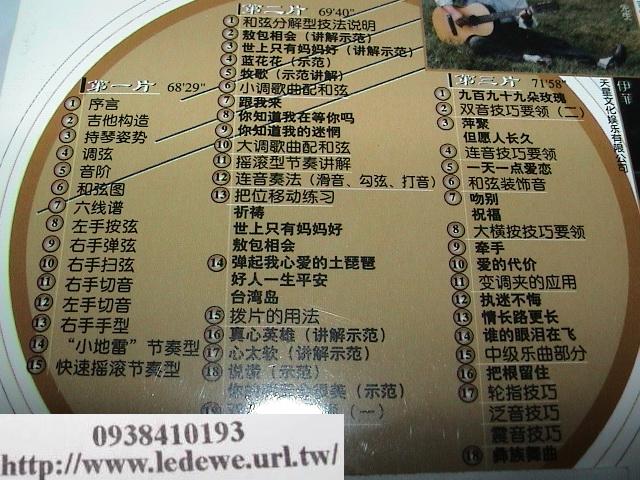 第一片 68'29"
① 序言
② 吉他构造
③ 持琴姿势
④ 调弦
⑤ 音阶
⑥ 和弦图
⑦ 六线谱
⑧ 左手按弦
⑨ 右手弹弦
⑩ 右手扫弦
⑪ 右手切音
⑫ 左手切音
⑬ 右手手型
⑭ "小地雷"节奏型
⑮ 快速摇滚节奏型
第二片 69'40"
① 和弦分解型技法说明
② 敖包相会（讲解示范）
③ 世上只有妈妈好（讲解示范）
④ 蓝花花（示范）
⑤ 牧歌（示范讲解）
⑥ 小调歌曲配和弦
⑦ 跟我来
⑧ 你知道我在等你吗
⑨ 你知道我的迷惘
⑩ 大调歌曲配和弦
⑪ 摇滚型节奏讲解
⑫ 连音奏法（滑音、勾弦、打音）
⑬ 把位移动练习
祈祷
世上只有妈妈好
敖包相会
⑭ 弹起我心爱的土琵琶
好人一生平安
台湾岛
⑮ 拨片的用法
⑯ 真心英雄（讲解示范）
⑰ 心太软（讲解示范）
⑱ 说谎（示范）
很美（示范）
（一）
第三片 71'58"
① 九百九十九朵玫瑰
② 双音技巧要领（二）
③ 萍聚
但愿人长久
④ 连音技巧要领
⑤ 一天一点爱恋
⑥ 和弦装饰音
⑦ 吻别
祝福
⑧ 大横按技巧要领
⑨ 牵手
⑩ 爱的代价
⑪ 变调夹的应用
⑫ 执迷不悔
⑬ 情长路更长
⑭ 谁的眼泪在飞
⑮ 中级乐曲部分
⑯ 把根留住
⑰ 轮指技巧
泛音技巧
震音技巧
⑱ 彝族舞曲
天皇文化娱乐有限公司
0938410193
http://www.ledewe.url.tw/